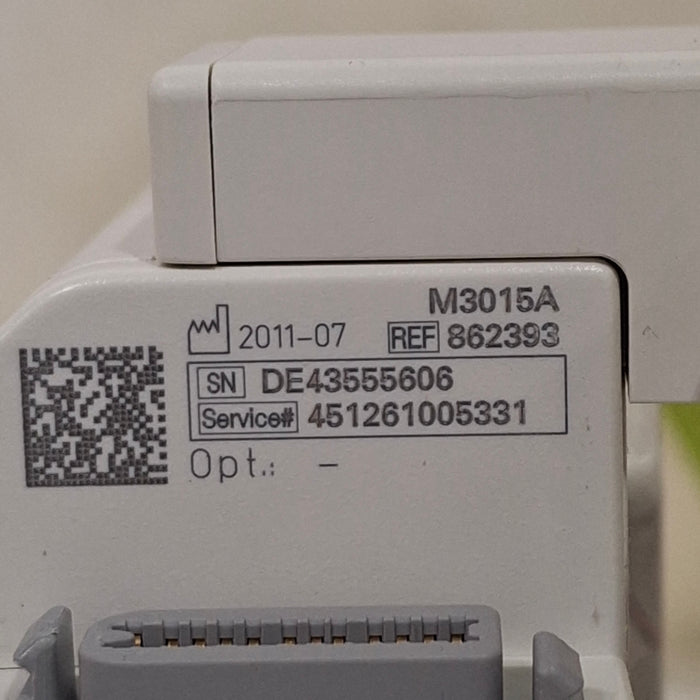 M3015A
2011-07 REF 862393
SN DE43555606
Service# 451261005331
Opt.: -